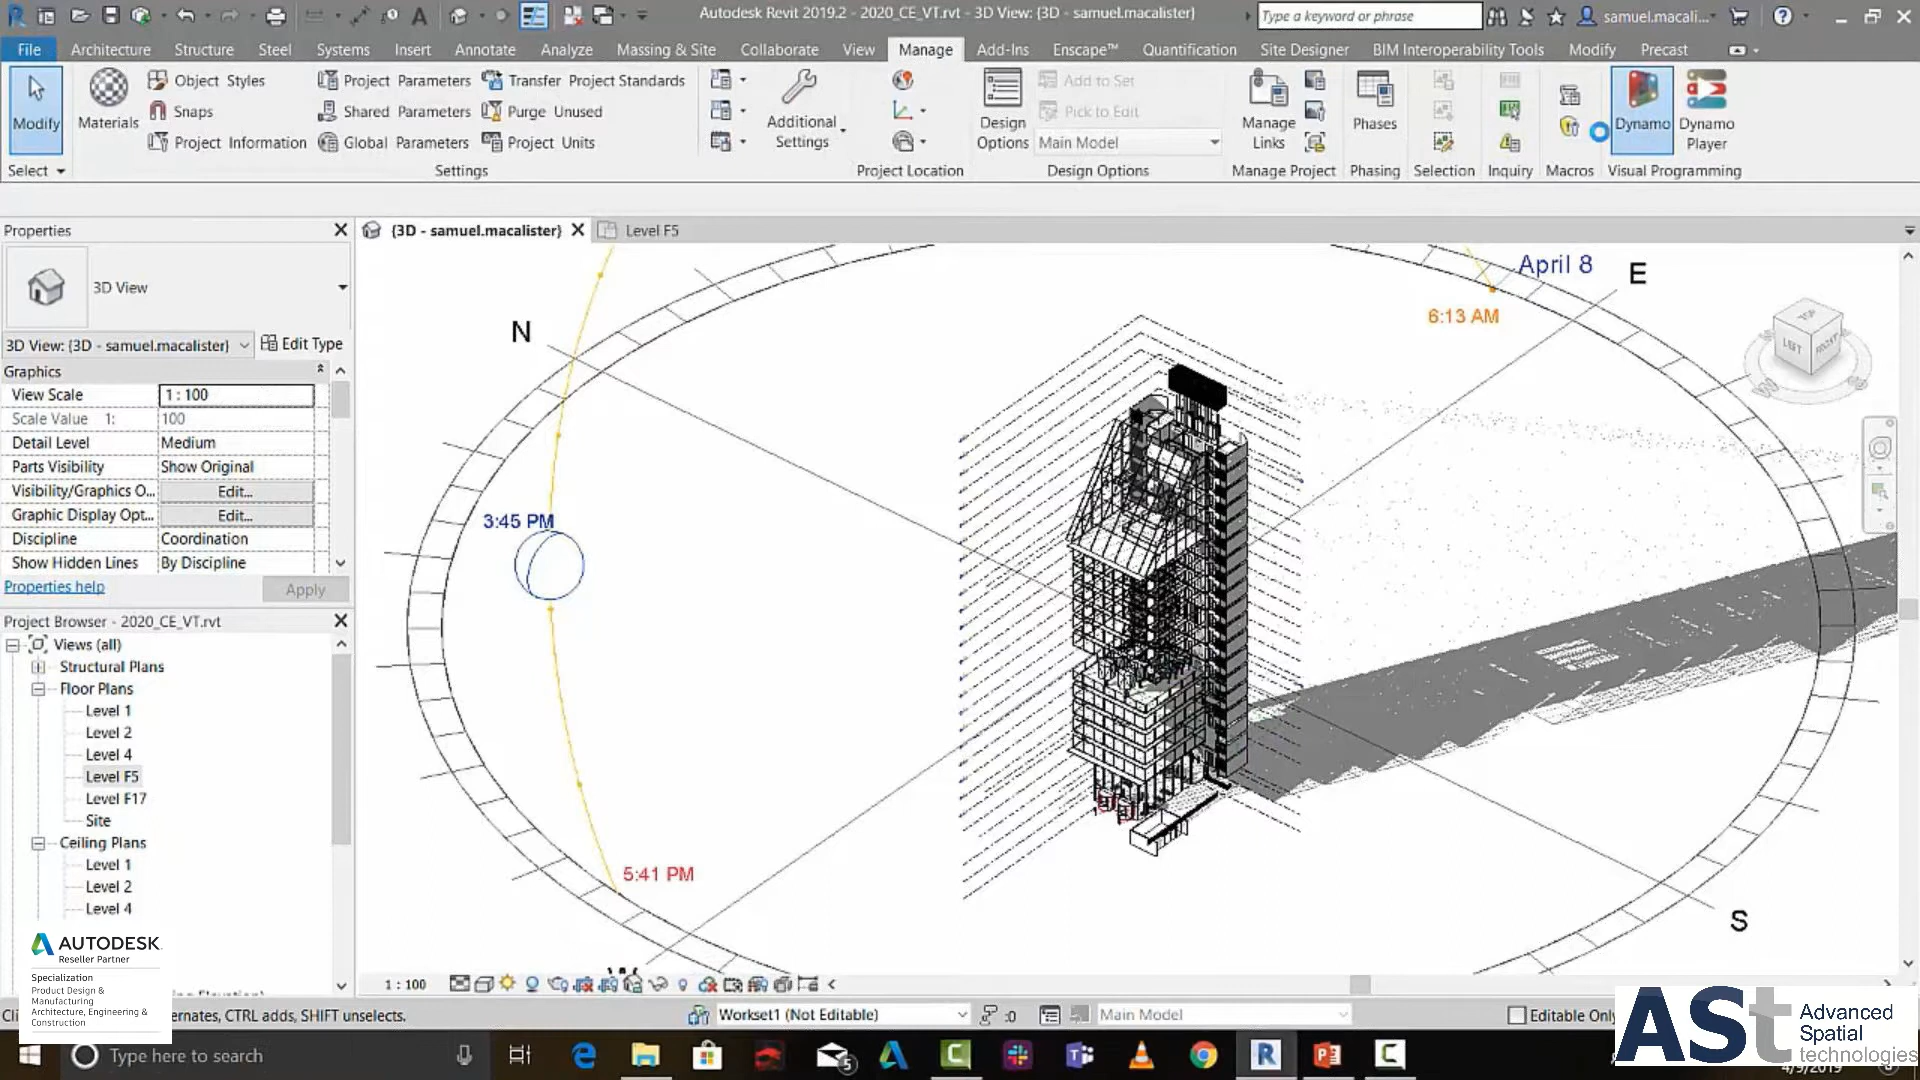 Autodesk Revit 2019.2 - 2020_CE_VT.rvt - 3D View: {3D - samuel.macalister}
Type a keyword or phrase
samuel.macali...
File Architecture Structure Steel Systems Insert Annotate Analyze Massing & Site Collaborate View Manage Add-Ins Enscape™ Quantification Site Designer BIM Interoperability Tools Modify Precast
Modify
Materials
Object Styles
Snaps
Project Information
Project Parameters
Shared Parameters
Global Parameters
Transfer Project Standards
Purge Unused
Project Units
Additional
Settings
Design
Options
Add to Set
Pick to Edit
Main Model
Manage
Links
Phases
Dynamo
Dynamo
Player
Select Settings Project Location Design Options Manage Project Phasing Selection Inquiry Macros Visual Programming
Properties
{3D - samuel.macalister}
Level F5
3D View
3D View: {3D - samuel.macalister}
Edit Type
Graphics
View Scale 1 : 100
Scale Value 1: 100
Detail Level Medium
Parts Visibility Show Original
Visibility/Graphics O... Edit...
Graphic Display Opt... Edit...
Discipline Coordination
Show Hidden Lines By Discipline
Properties help
Apply
Project Browser - 2020_CE_VT.rvt
Views (all)
Structural Plans
Floor Plans
Level 1
Level 2
Level 4
Level F5
Level F17
Site
Ceiling Plans
Level 1
Level 2
Level 4
N
April 8
E
6:13 AM
3:45 PM
5:41 PM
S
TOP
LEFT
FRONT
AUTODESK
Reseller Partner
Specialization
Product Design &
Manufacturing
Architecture, Engineering &
Construction
1 : 100
Cli
ernates, CTRL adds, SHIFT unselects.
Workset1 (Not Editable)
:0
Main Model
Editable Only
Type here to search
5
ASt
Advanced
Spatial
technologies
4/9/2019